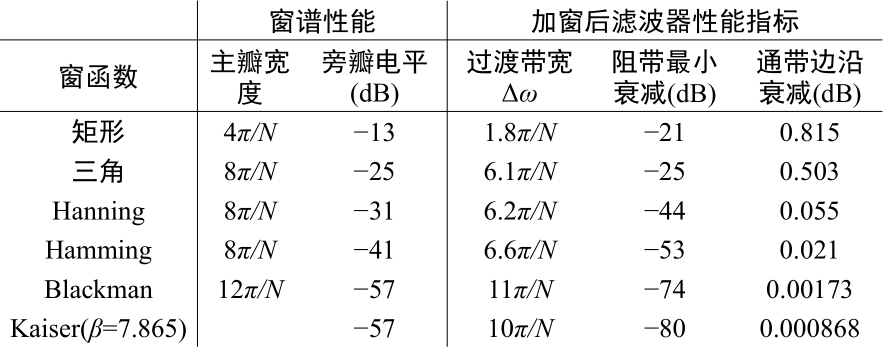 窗谱性能 加窗后滤波器性能指标
窗函数 主瓣宽度 旁瓣电平(dB) 过渡带宽Δω 阻带最小衰减(dB) 通带边沿衰减(dB)
矩形 4π/N −13 1.8π/N −21 0.815
三角 8π/N −25 6.1π/N −25 0.503
Hanning 8π/N −31 6.2π/N −44 0.055
Hamming 8π/N −41 6.6π/N −53 0.021
Blackman 12π/N −57 11π/N −74 0.00173
Kaiser(β=7.865) −57 10π/N −80 0.000868